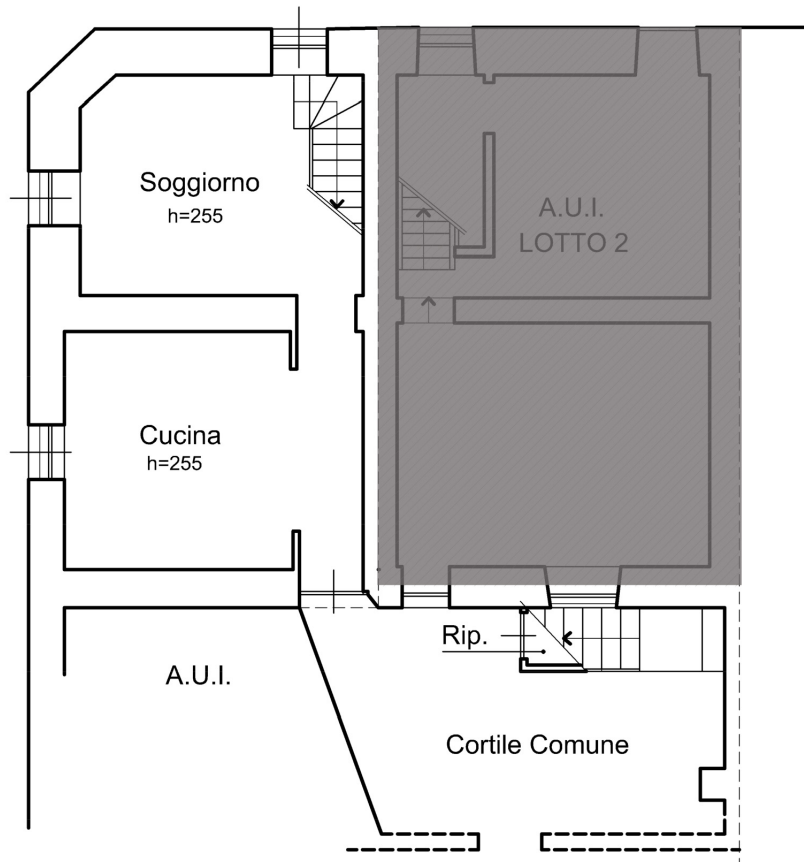 Soggiorno
h=255
A.U.I.
LOTTO 2
Cucina
h=255
Rip.
A.U.I.
Cortile Comune